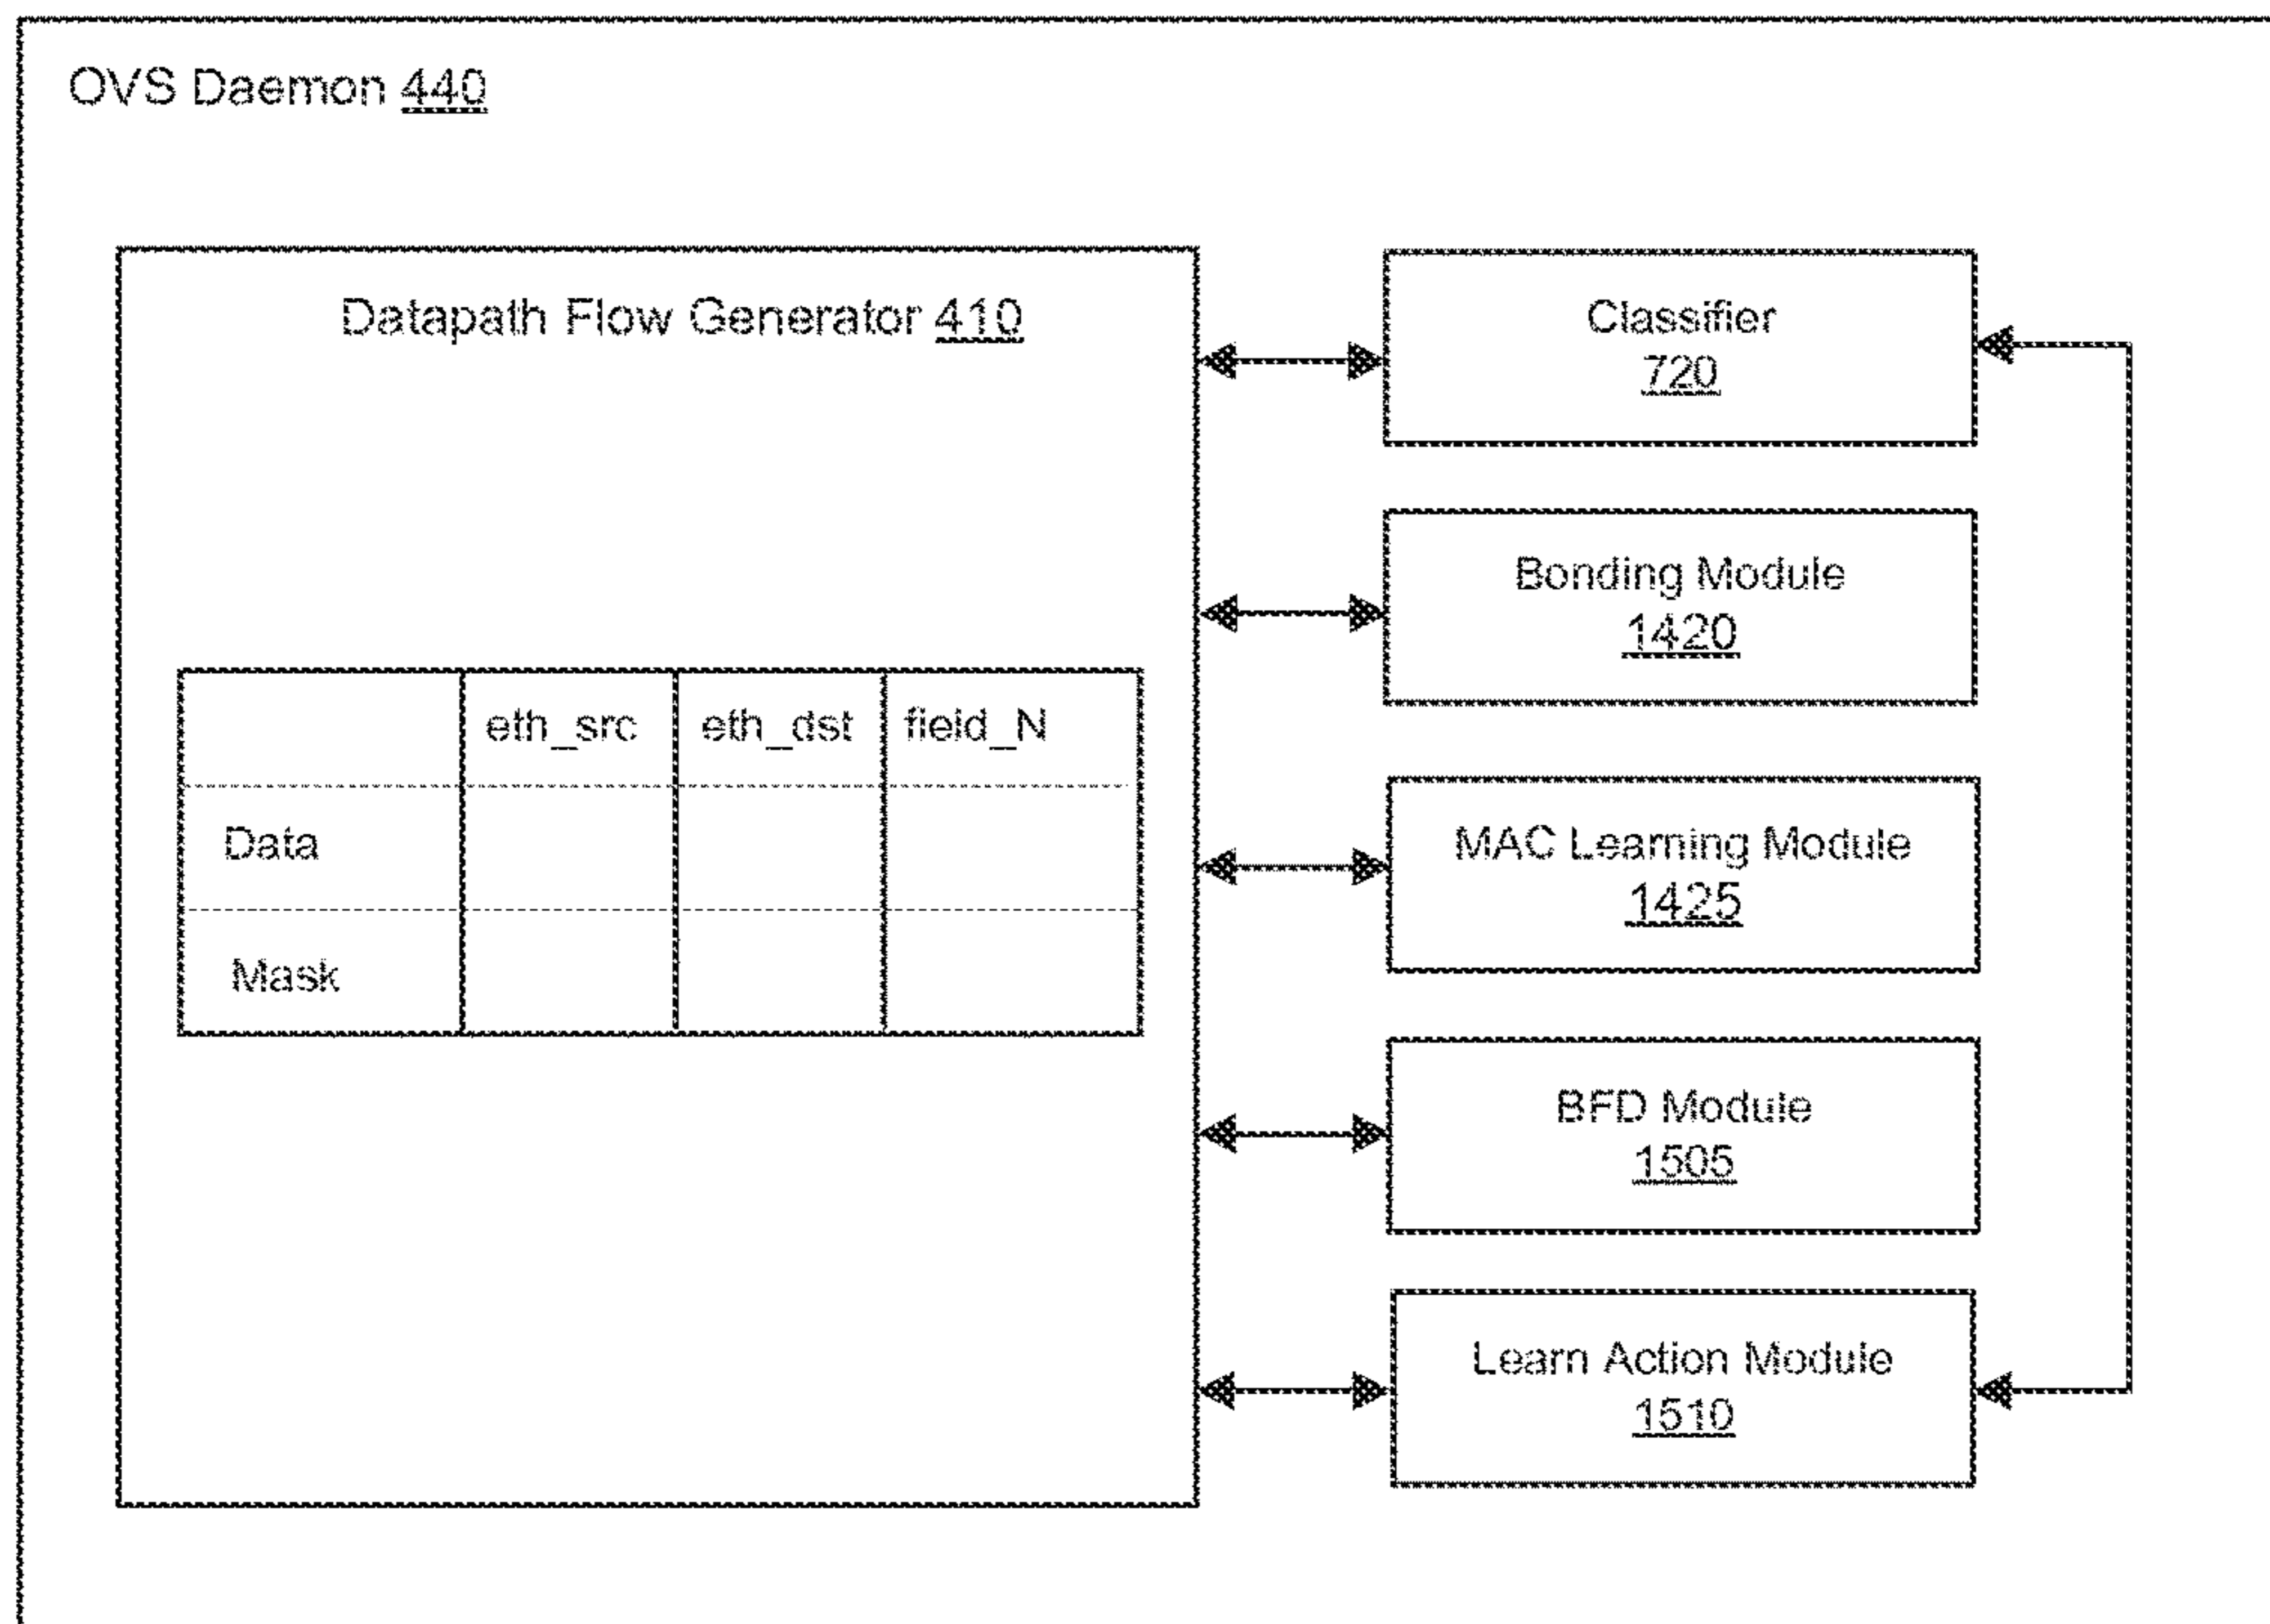 OVS Daemon 440
Datapath Flow Generator 410
eth_src eth_dst field_N
Data
Mask
Classifier
720
Bonding Module
1420
MAC Learning Module
1425
BFD Module
1505
Learn Action Module
1510